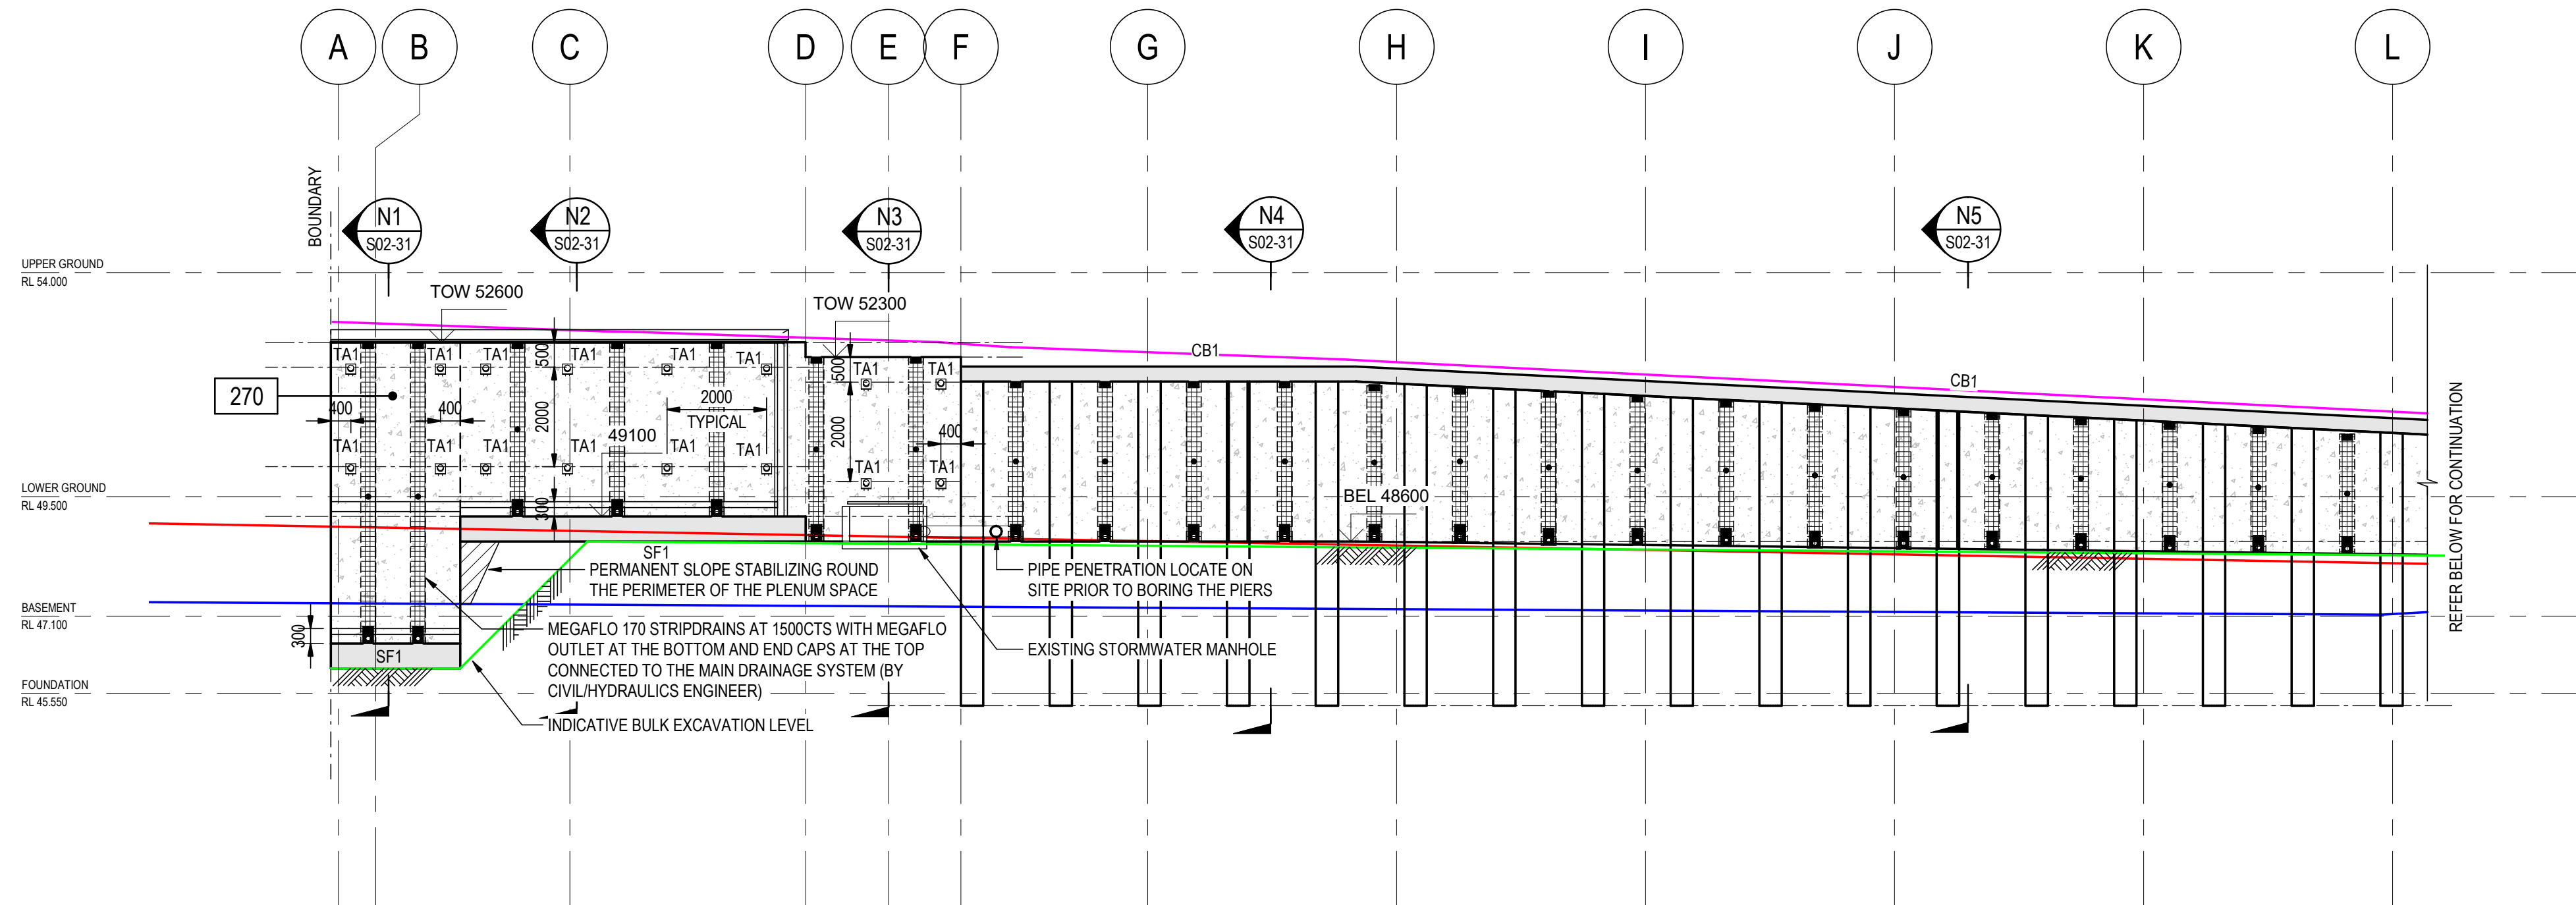 A B C D E F G H I J K L
BOUNDARY
N1
S02-31
N2
S02-31
N3
S02-31
N4
S02-31
N5
S02-31
UPPER GROUND
RL 54.000
TOW 52600
TOW 52300
CB1
CB1
TA1 TA1 TA1 TA1 TA1 TA1
500
TA1 TA1
500
270
400
400
2000
2000
TYPICAL
2000
400
49100
TA1 TA1 TA1 TA1 TA1 TA1
TA1 TA1
LOWER GROUND
RL 49.500
300
BEL 48600
REFER BELOW FOR CONTINUATION
SF1
PERMANENT SLOPE STABILIZING ROUND
THE PERIMETER OF THE PLENUM SPACE
PIPE PENETRATION LOCATE ON
SITE PRIOR TO BORING THE PIERS
BASEMENT
RL 47.100
300
SF1
MEGAFLO 170 STRIPDRAINS AT 1500CTS WITH MEGAFLO
OUTLET AT THE BOTTOM AND END CAPS AT THE TOP
CONNECTED TO THE MAIN DRAINAGE SYSTEM (BY
CIVIL/HYDRAULICS ENGINEER)
EXISTING STORMWATER MANHOLE
FOUNDATION
RL 45.550
INDICATIVE BULK EXCAVATION LEVEL